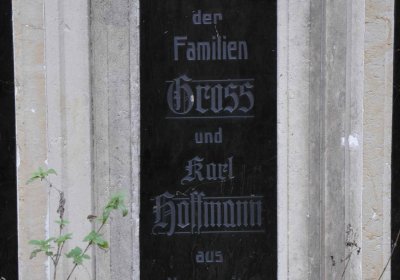 der
Familien
Gross
und
Karl
Hoffmann
aus